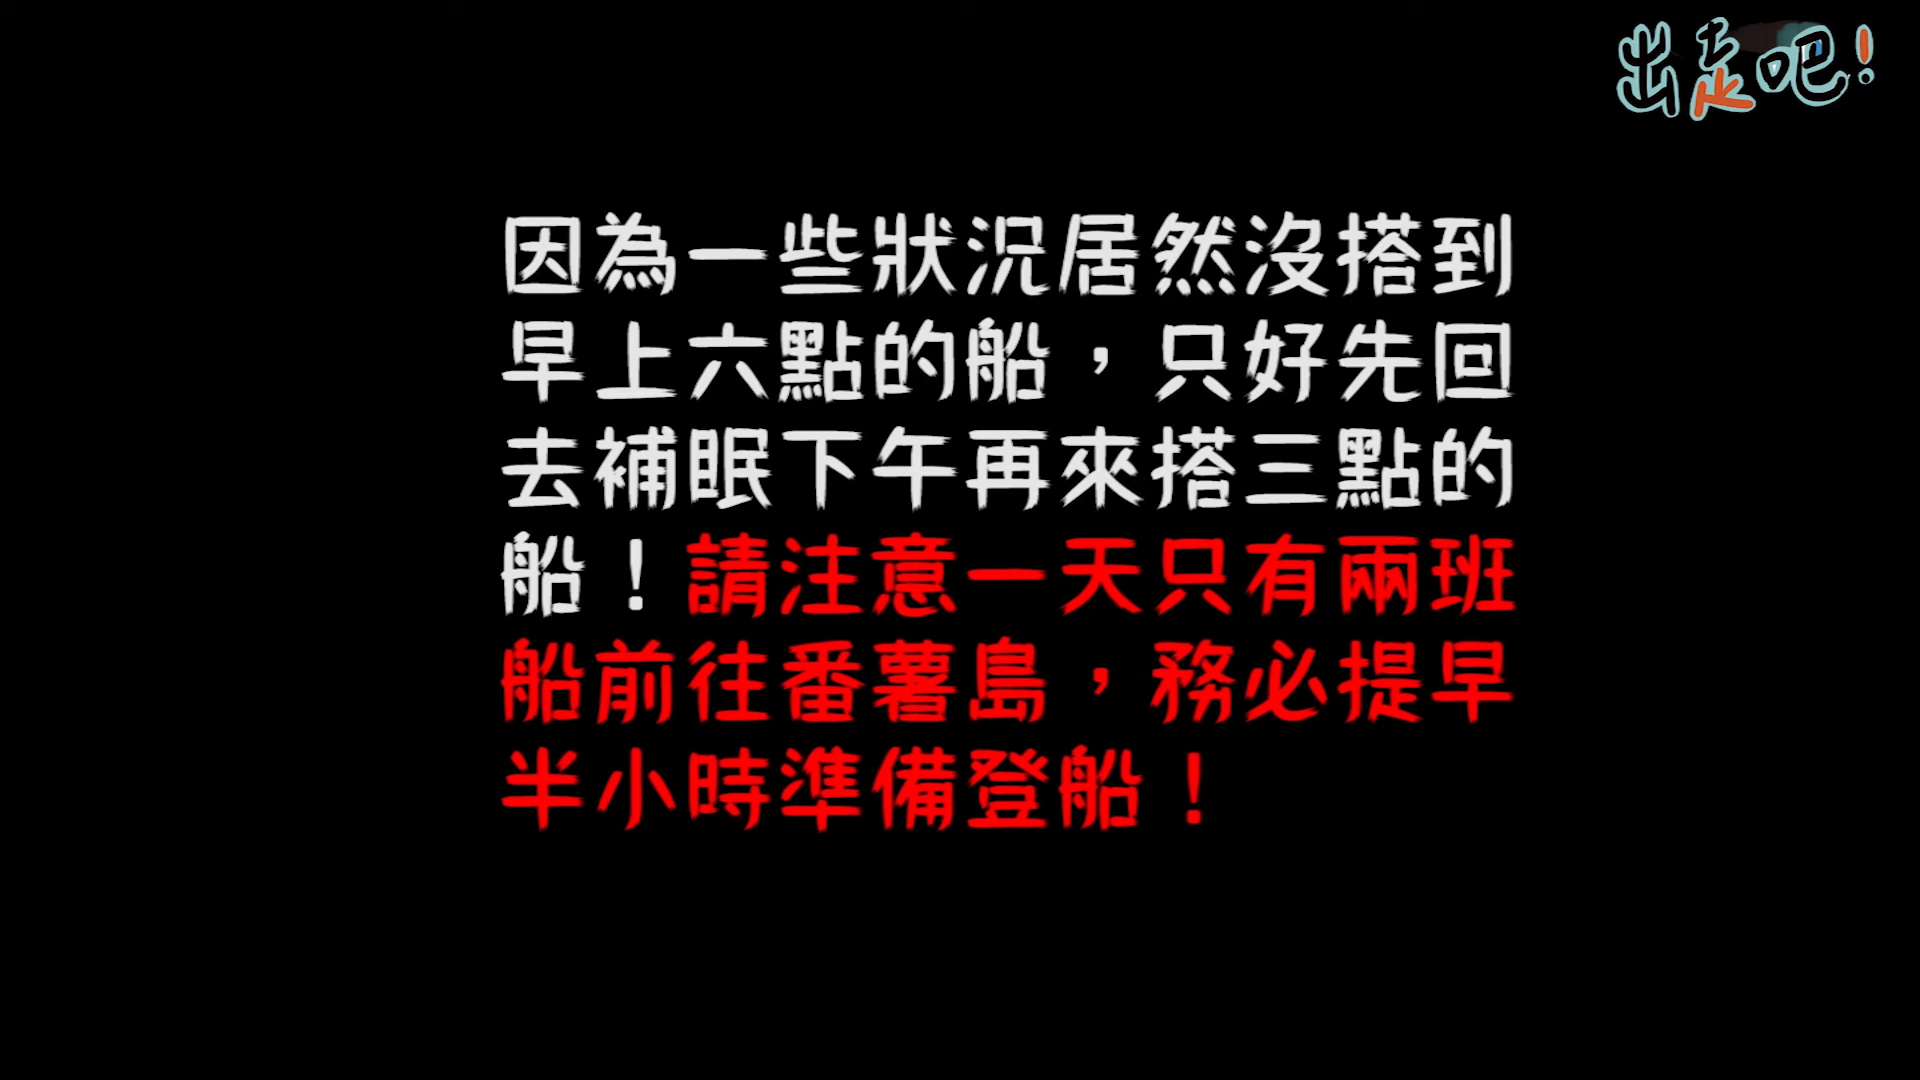 出走吧！
因為一些狀況居然沒搭到
早上六點的船，只好先回
去補眠下午再來搭三點的
船！請注意一天只有兩班
船前往番薯島，務必提早
半小時準備登船！